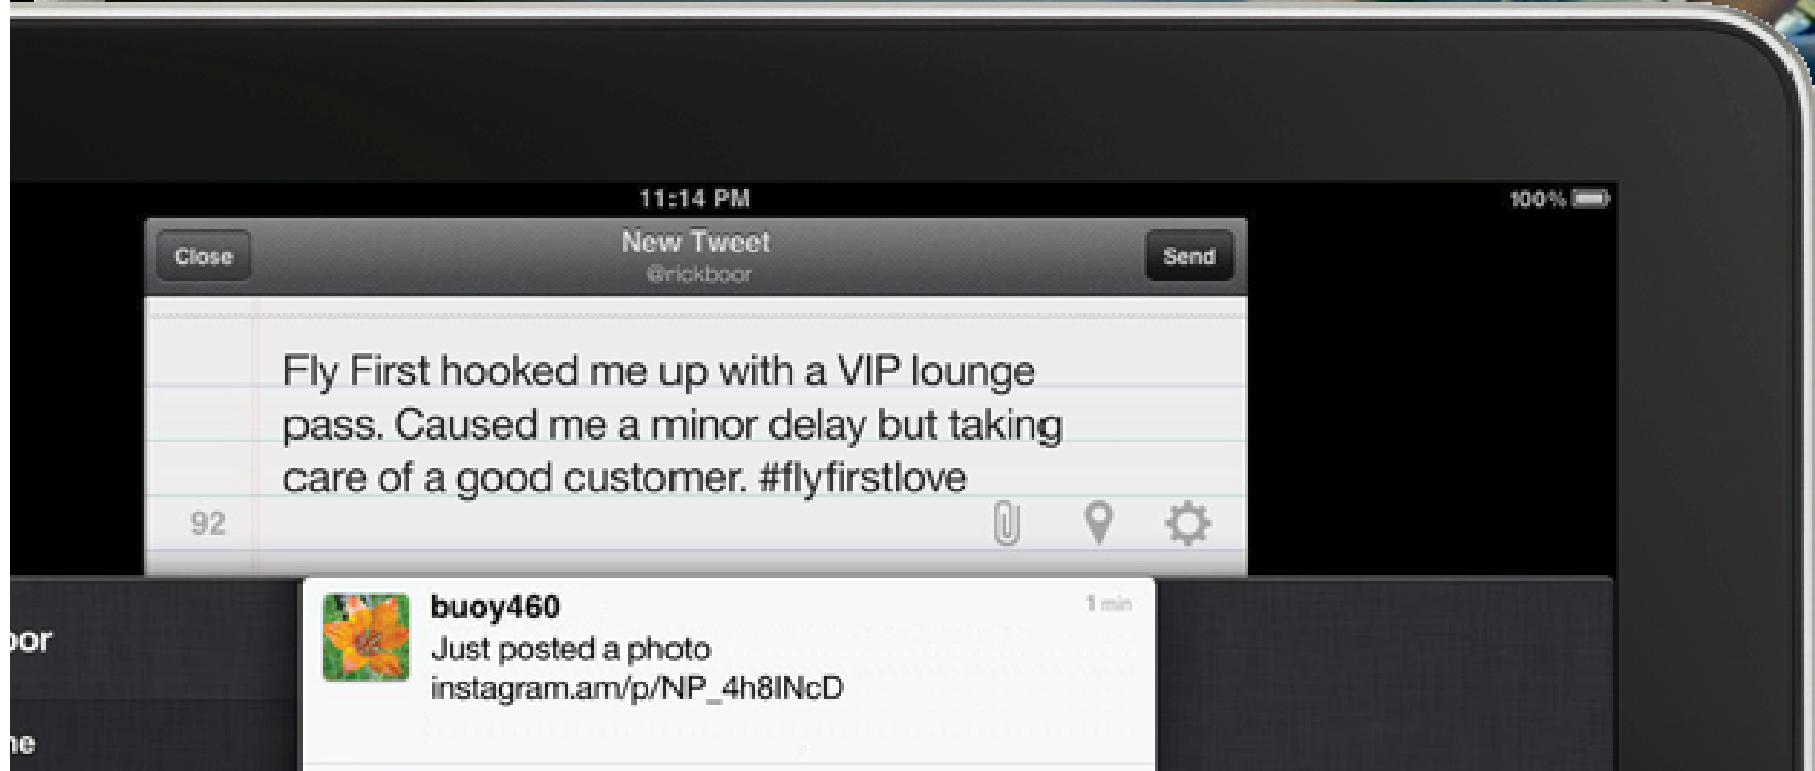 11:14 PM
100%
Close
New Tweet
Send
@rickboor
Fly First hooked me up with a VIP lounge
pass. Caused me a minor delay but taking
care of a good customer. #flyfirstlove
92
buoy460
1 min
oor
Just posted a photo
instagram.am/p/NP_4h8INcD
ne